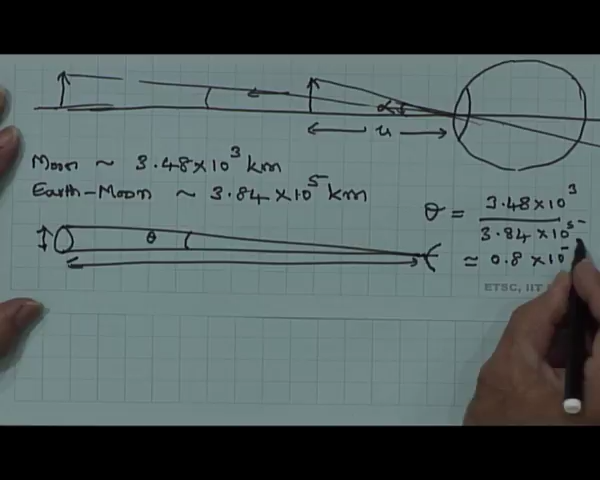 α
u
Moon ~ 3.48×10³ km
Earth-Moon ~ 3.84×10⁵ km
θ = 3.48×10³
3.84×10⁵
≃ 0.8×10⁻
θ
ETSC, IIT